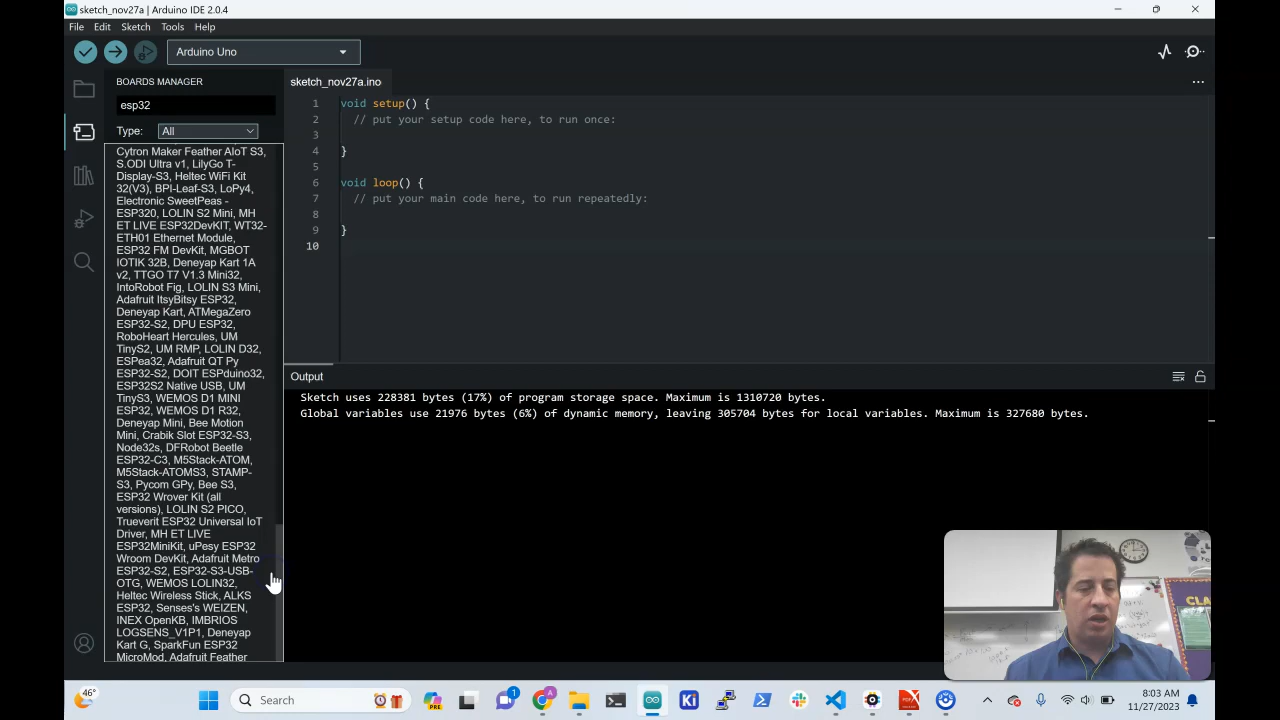 sketch_nov27a | Arduino IDE 2.0.4
File Edit Sketch Tools Help
Arduino Uno
BOARDS MANAGER
esp32
Type: All
Cytron Maker Feather AIoT S3,
S.ODI Ultra v1, LilyGo T-
Display-S3, Heltec WiFi Kit
32(V3), BPI-Leaf-S3, LoPy4,
Electronic SweetPeas -
ESP320, LOLIN S2 Mini, MH
ET LIVE ESP32DevKIT, WT32-
ETH01 Ethernet Module,
ESP32 FM DevKit, MGBOT
IOTIK 32B, Deneyap Kart 1A
v2, TTGO T7 V1.3 Mini32,
IntoRobot Fig, LOLIN S3 Mini,
Adafruit ItsyBitsy ESP32,
Deneyap Kart, ATMegaZero
ESP32-S2, DPU ESP32,
RoboHeart Hercules, UM
TinyS2, UM RMP, LOLIN D32,
ESPea32, Adafruit QT Py
ESP32-S2, DOIT ESPduino32,
ESP32S2 Native USB, UM
TinyS3, WEMOS D1 MINI
ESP32, WEMOS D1 R32,
Deneyap Mini, Bee Motion
Mini, Crabik Slot ESP32-S3,
Node32s, DFRobot Beetle
ESP32-C3, M5Stack-ATOM,
M5Stack-ATOMS3, STAMP-
S3, Pycom GPy, Bee S3,
ESP32 Wrover Kit (all
versions), LOLIN S2 PICO,
Trueverit ESP32 Universal IoT
Driver, MH ET LIVE
ESP32MiniKit, uPesy ESP32
Wroom DevKit, Adafruit Metro
ESP32-S2, ESP32-S3-USB-
OTG, WEMOS LOLIN32,
Heltec Wireless Stick, ALKS
ESP32, Senses's WEIZEN,
INEX OpenKB, IMBRIOS
LOGSENS_V1P1, Deneyap
Kart G, SparkFun ESP32
MicroMod, Adafruit Feather
sketch_nov27a.ino
1 void setup() {
2 // put your setup code here, to run once:
3
4 }
5
6 void loop() {
7 // put your main code here, to run repeatedly:
8
9 }
10
Output
Sketch uses 228381 bytes (17%) of program storage space. Maximum is 1310720 bytes.
Global variables use 21976 bytes (6%) of dynamic memory, leaving 305704 bytes for local variables. Maximum is 327680 bytes.
46°
Search
PRE
1
A
Ki
8:03 AM
11/27/2023